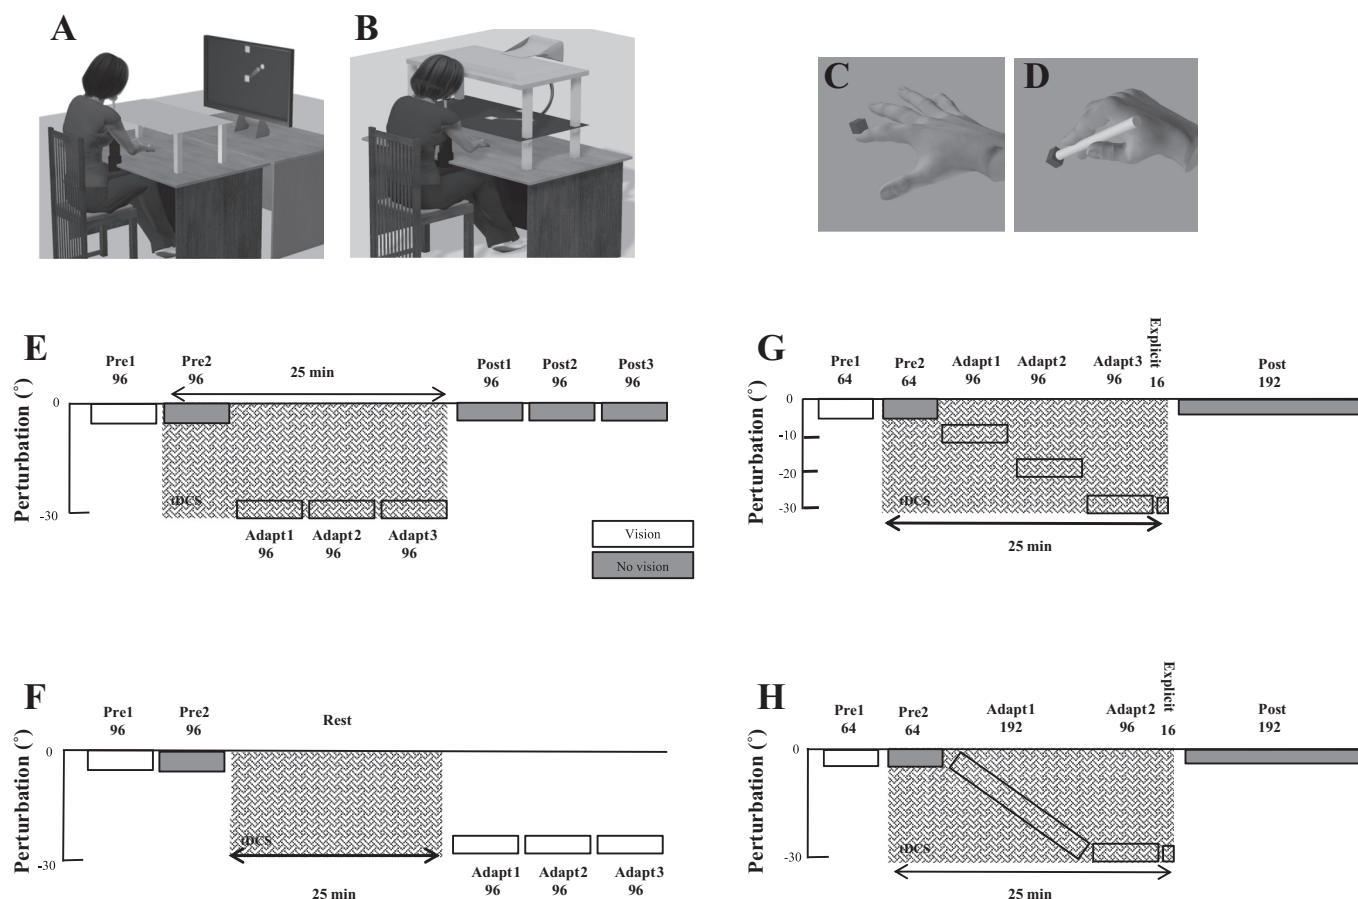 A
B
C
D
E
Pre1
96
Pre2
96
25 min
Post1
96
Post2
96
Post3
96
Perturbation (°)
0
-30
tDCS
Adapt1
96
Adapt2
96
Adapt3
96
Vision
No vision
G
Pre1
64
Pre2
64
Adapt1
96
Adapt2
96
Adapt3
96
Explicit
16
Post
192
Perturbation (°)
0
-10
-20
-30
tDCS
25 min
F
Pre1
96
Pre2
96
Rest
Perturbation (°)
0
-30
tDCS
25 min
Adapt1
96
Adapt2
96
Adapt3
96
H
Pre1
64
Pre2
64
Adapt1
192
Adapt2
96
Explicit
16
Post
192
Perturbation (°)
0
-30
tDCS
25 min